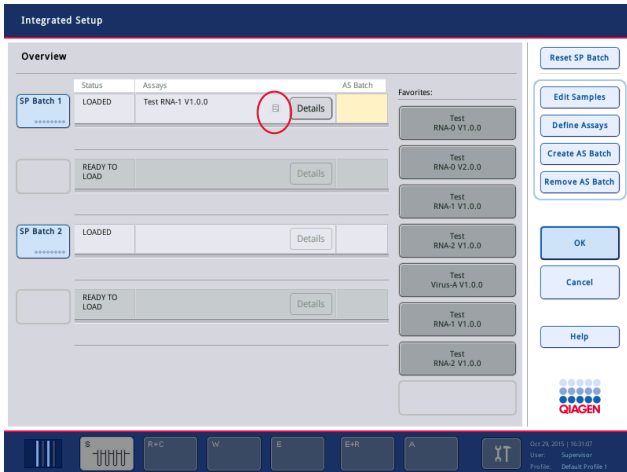 Integrated Setup
Overview
Status Assays AS Batch
SP Batch 1
LOADED
Test RNA-1 V1.0.0
Details
READY TO
LOAD
Details
SP Batch 2
LOADED
Details
READY TO
LOAD
Details
Favorites:
Test
RNA-0 V1.0.0
Test
RNA-0 V2.0.0
Test
RNA-1 V1.0.0
Test
RNA-2 V1.0.0
Test
Virus-A V1.0.0
Test
RNA-1 V1.0.0
Test
RNA-2 V1.0.0
Reset SP Batch
Edit Samples
Define Assays
Create AS Batch
Remove AS Batch
OK
Cancel
Help
QIAGEN
S
R+C
W
E
E+R
A
Oct 29, 2015 | 16:31:07
User: Supervisor
Profile: Default Profile 1